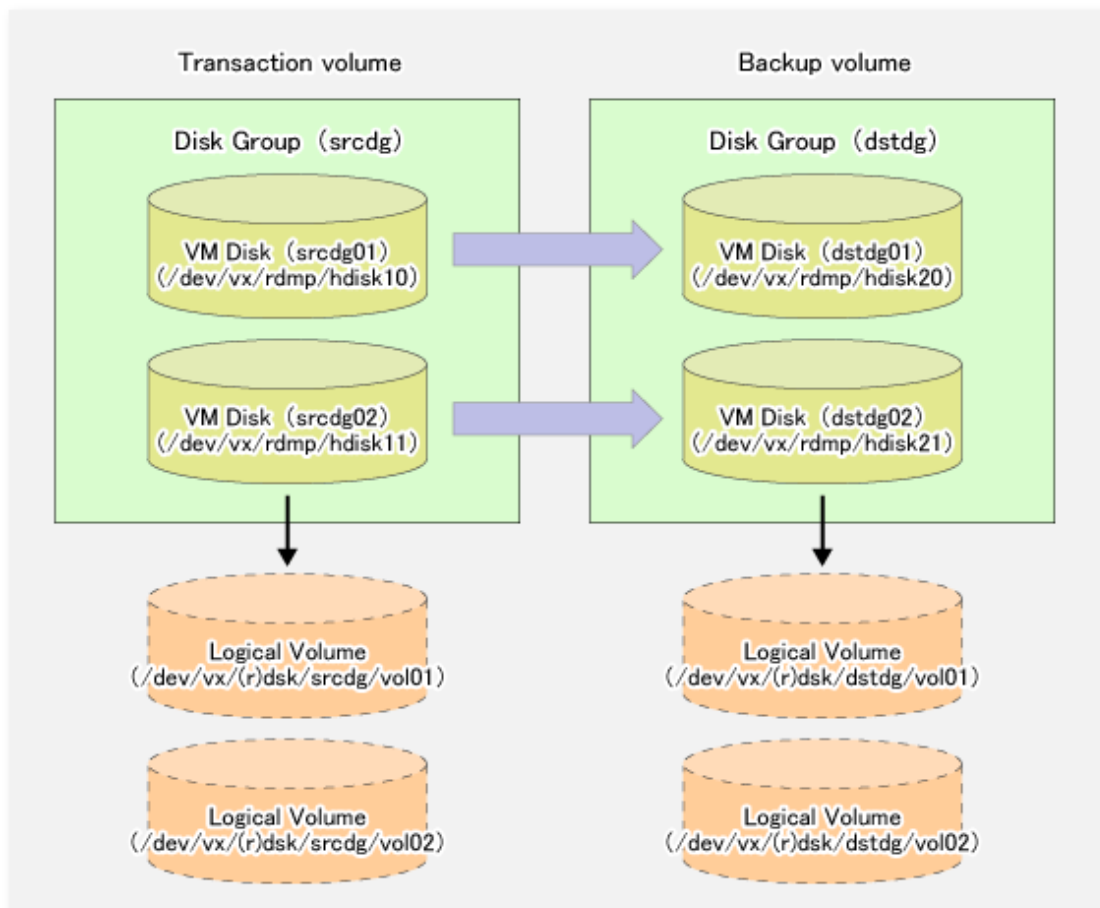 Transaction volume
Backup volume
Disk Group (srcdg)
Disk Group (dstdg)
VM Disk (srcdg01)
(/dev/vx/rdmp/hdisk10)
VM Disk (dstdg01)
(/dev/vx/rdmp/hdisk20)
VM Disk (srcdg02)
(/dev/vx/rdmp/hdisk11)
VM Disk (dstdg02)
(/dev/vx/rdmp/hdisk21)
Logical Volume
(/dev/vx/(r)dsk/srcdg/vol01)
Logical Volume
(/dev/vx/(r)dsk/dstdg/vol01)
Logical Volume
(/dev/vx/(r)dsk/srcdg/vol02)
Logical Volume
(/dev/vx/(r)dsk/dstdg/vol02)